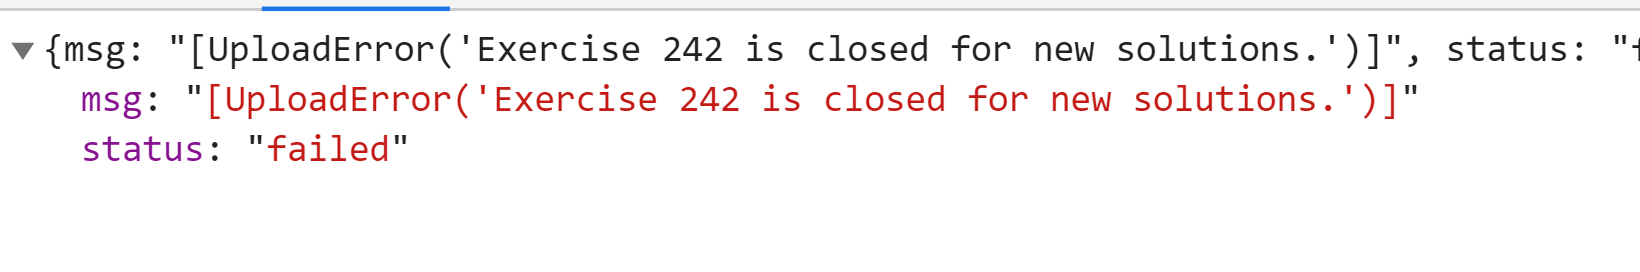 {msg: "[UploadError('Exercise 242 is closed for new solutions.')]", status: "f
msg: "[UploadError('Exercise 242 is closed for new solutions.')]"
status: "failed"